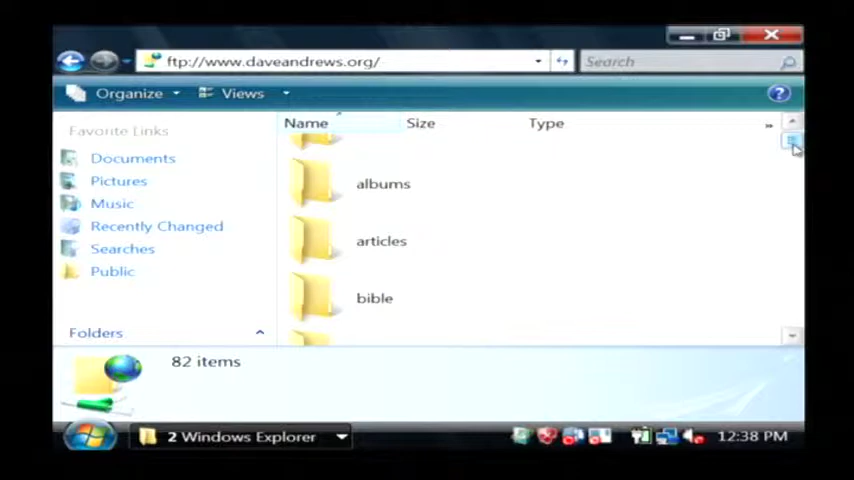 ftp://www.daveandrews.org/
Search
Organize
Views
Favorite Links
Name
Size
Type
»
Documents
Pictures
Music
Recently Changed
Searches
Public
albums
articles
bible
Folders
82 items
2 Windows Explorer
12:38 PM